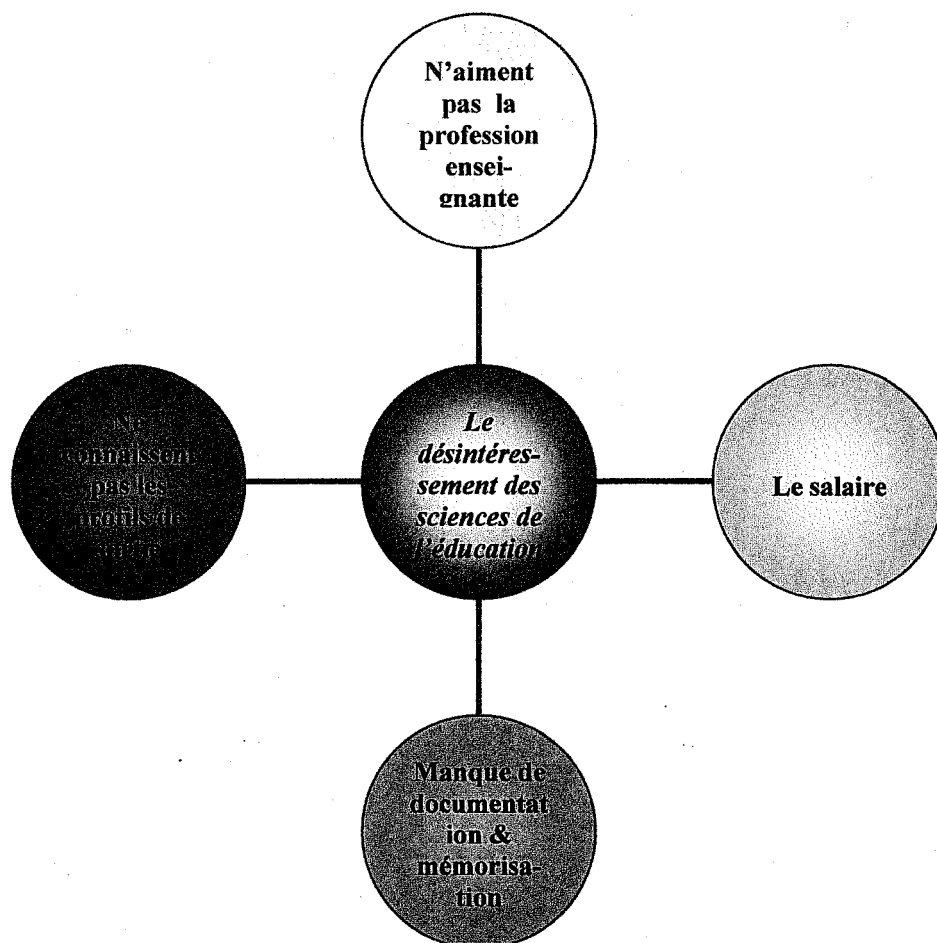 N'aiment
pas la
profession
ensei-
gnante
Ne
connaissent
pas les
profils de
Le
désintéres-
sement des
sciences de
l'éducation
Le salaire
Manque de
documentat
ion &
mémorisa-
tion